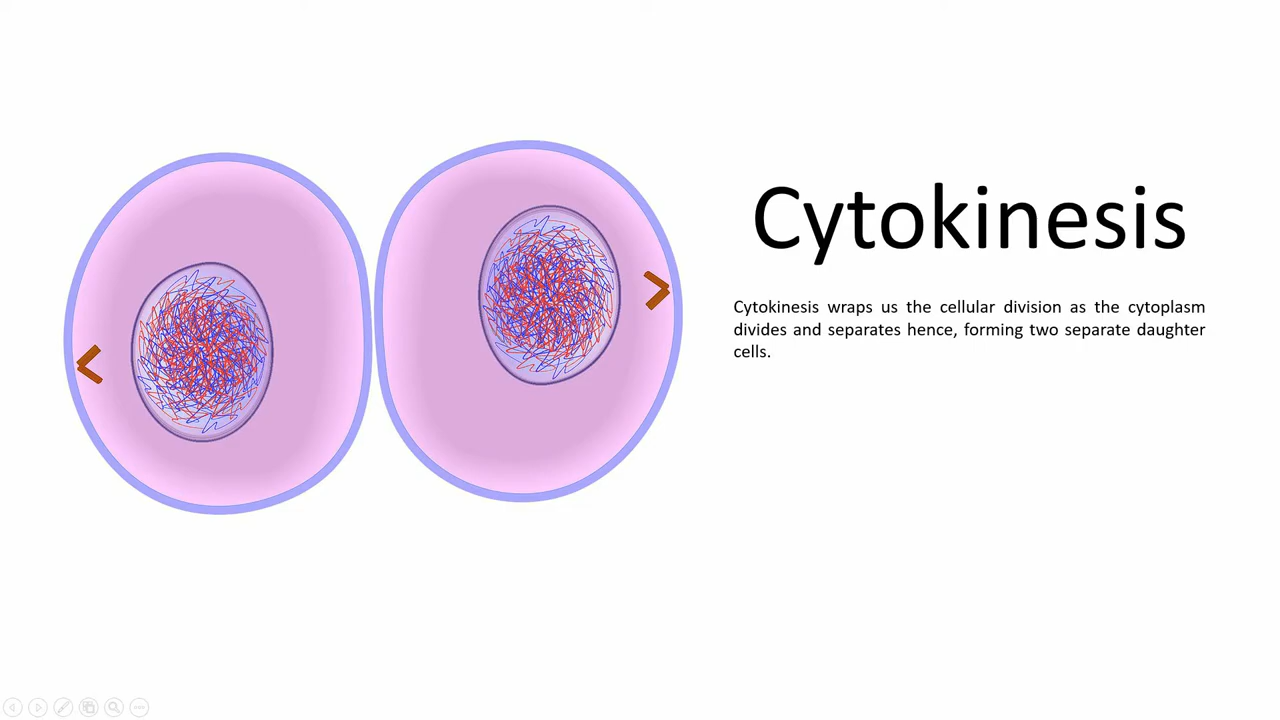 Cytokinesis
Cytokinesis wraps us the cellular division as the cytoplasm
divides and separates hence, forming two separate daughter
cells.